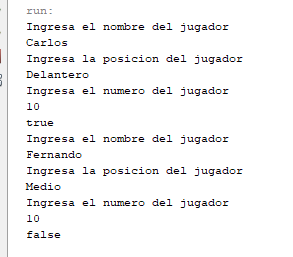 run:
Ingresa el nombre del jugador
Carlos
Ingresa la posicion del jugador
Delantero
Ingresa el numero del jugador
10
true
Ingresa el nombre del jugador
Fernando
Ingresa la posicion del jugador
Medio
Ingresa el numero del jugador
10
false